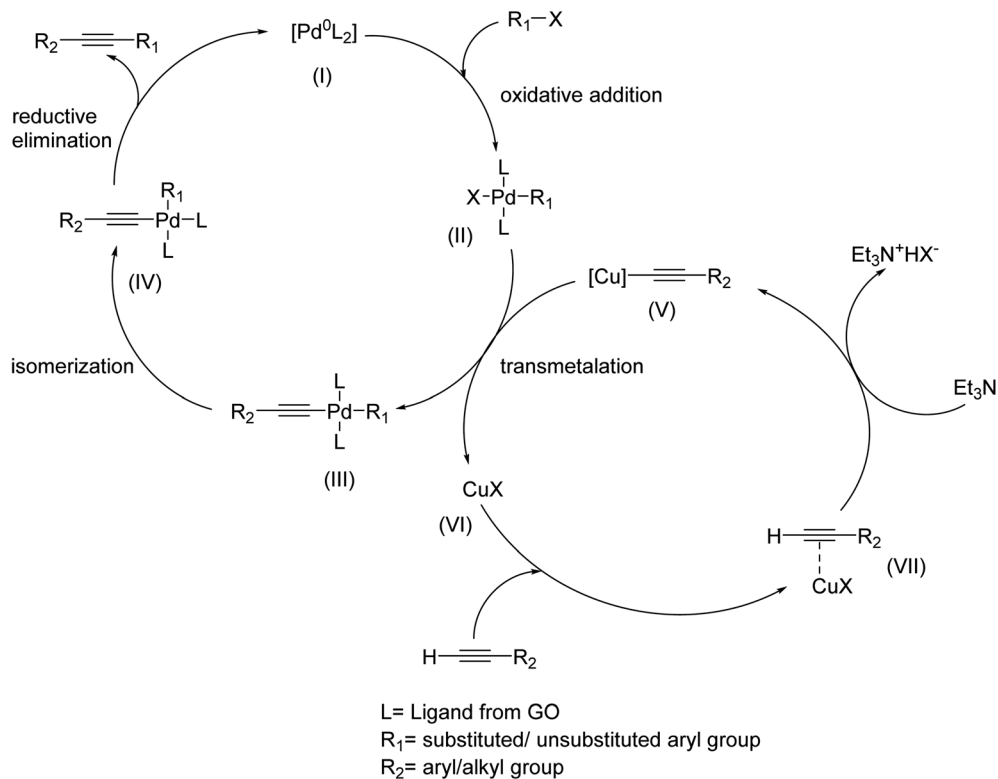 R2 R1
[Pd0L2]
(I)
R1 X
oxidative addition
reductive
elimination
L
X Pd R1
L
(II)
R1
R2 Pd L
L
(IV)
Et3N+HX-
[Cu] R2
(V)
isomerization
transmetalation
Et3N
L
R2 Pd R1
L
(III)
CuX
(VI)
H R2
(VII)
CuX
H R2
L= Ligand from GO
R1= substituted/ unsubstituted aryl group
R2= aryl/alkyl group